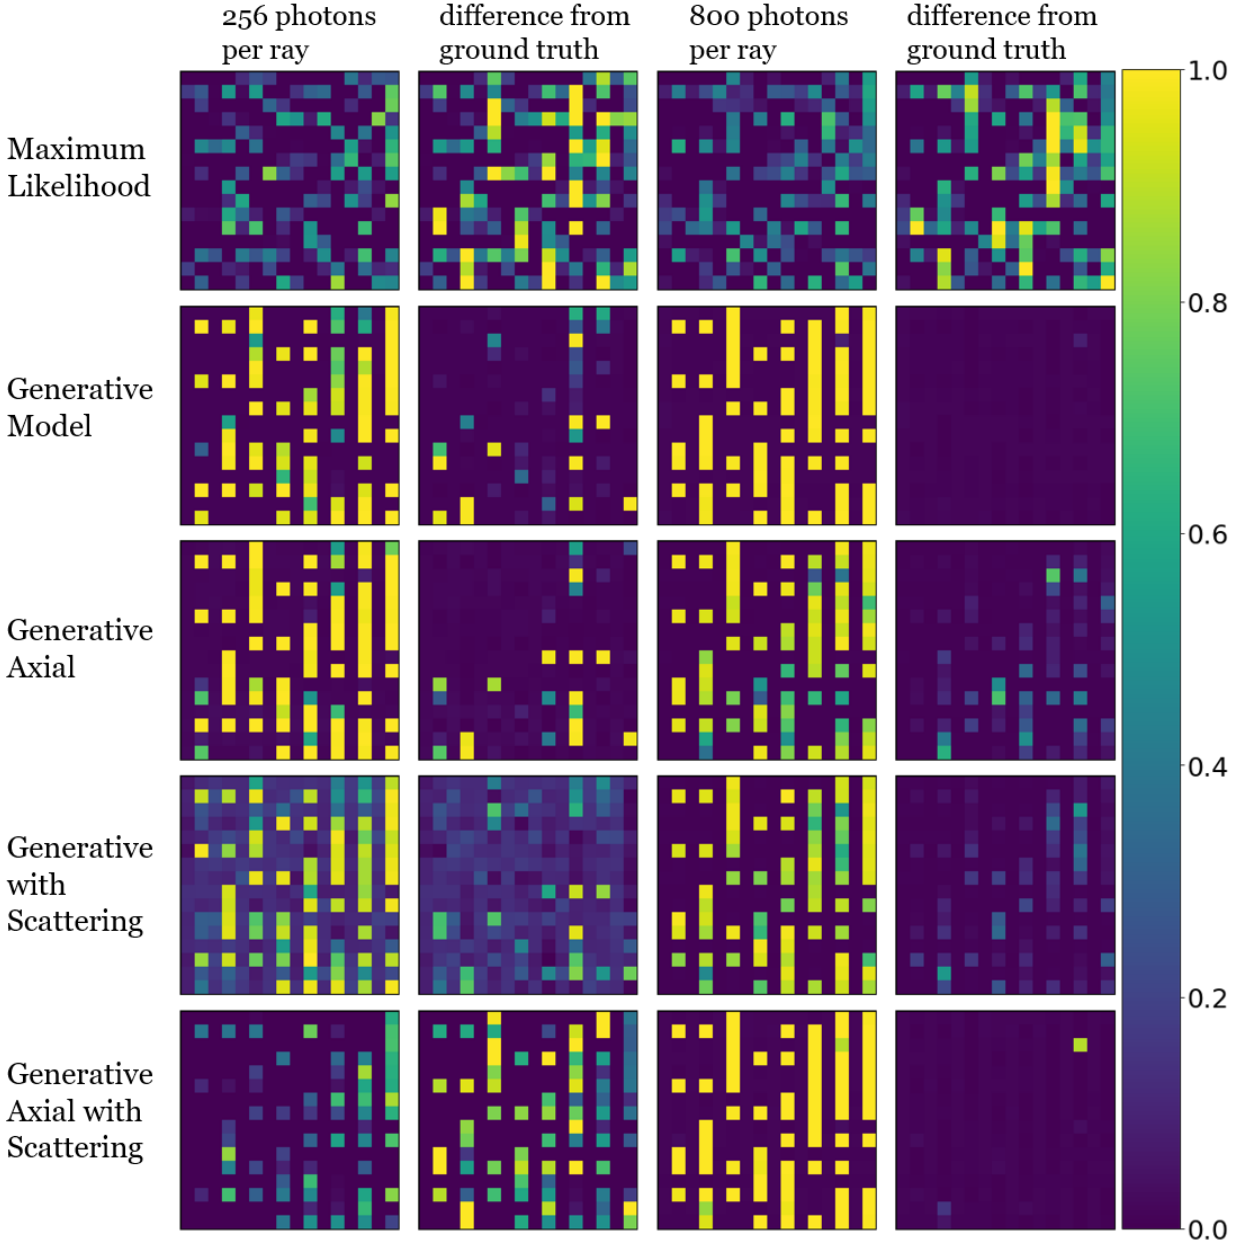 256 photons
per ray
difference from
ground truth
800 photons
per ray
difference from
ground truth
Maximum
Likelihood
Generative
Model
Generative
Axial
Generative
with
Scattering
Generative
Axial with
Scattering
1.0
0.8
0.6
0.4
0.2
0.0